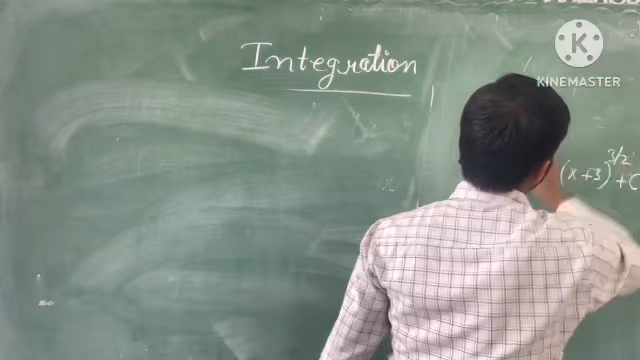 Integration
KINEMASTER
(x+3)^3/2 + C